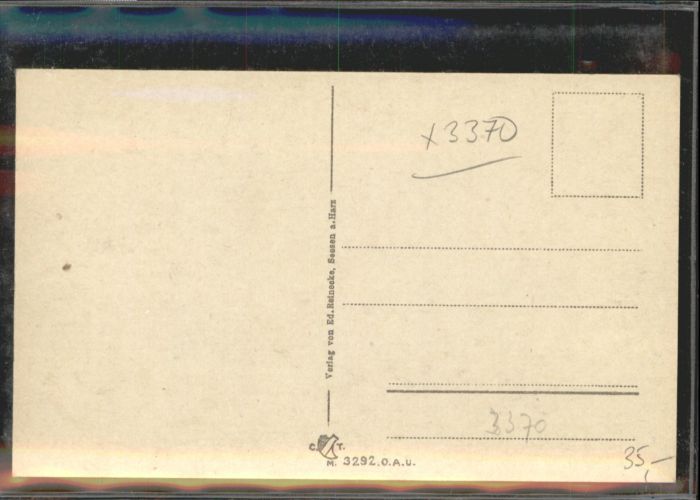 x3370
Verlag von Ed. Reinecke, Seesen a. Harz
3370
C. T.
M. 3292.O.A.U.
35,-